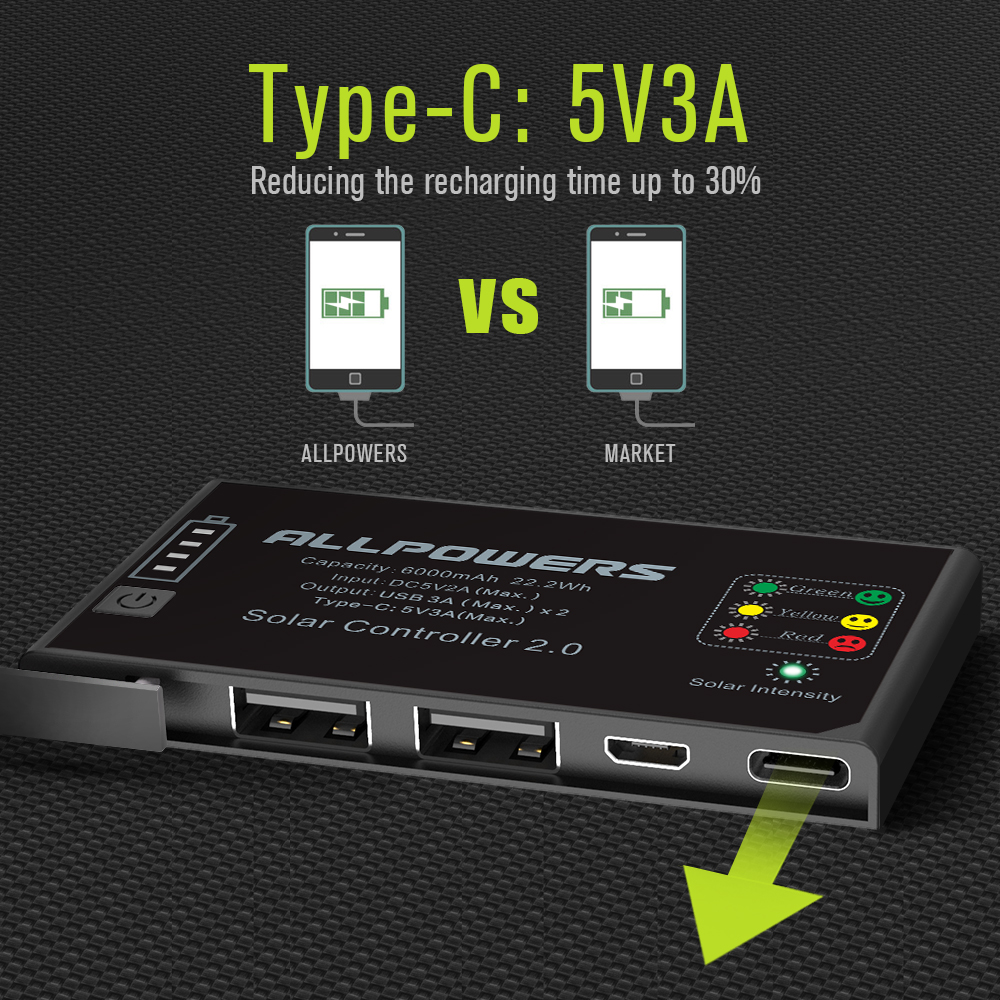 Type-C: 5V3A
Reducing the recharging time up to 30%
VS
ALLPOWERS
MARKET
ALLPOWERS
Capacity: 6000mAh 22.2Wh
Input: DC5V2A (Max.)
Output: USB 3A (Max.) x 2
Type-C: 5V3A(Max.)
Solar Controller 2.0
Green
Yellow
Red
Solar Intensity